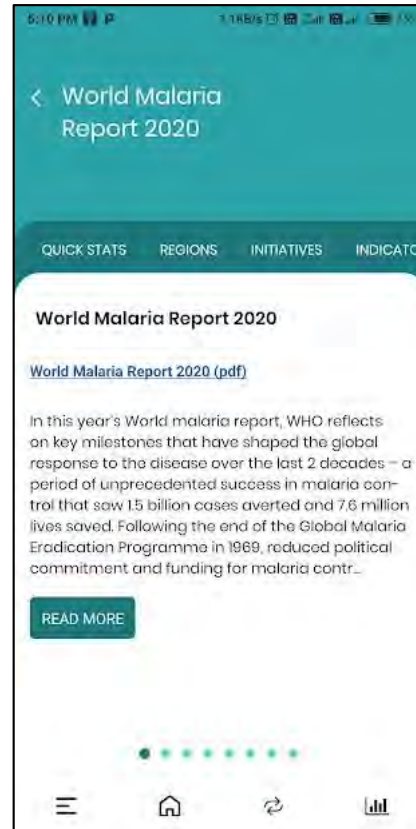 5:10 PM
World Malaria
Report 2020
QUICK STATS REGIONS INITIATIVES INDICATO
World Malaria Report 2020
World Malaria Report 2020 (pdf)
In this year's World malaria report, WHO reflects
on key milestones that have shaped the global
response to the disease over the last 2 decades – a
period of unprecedented success in malaria con-
trol that saw 1.5 billion cases averted and 7.6 million
lives saved. Following the end of the Global Malaria
Eradication Programme in 1969, reduced political
commitment and funding for malaria contr...
READ MORE